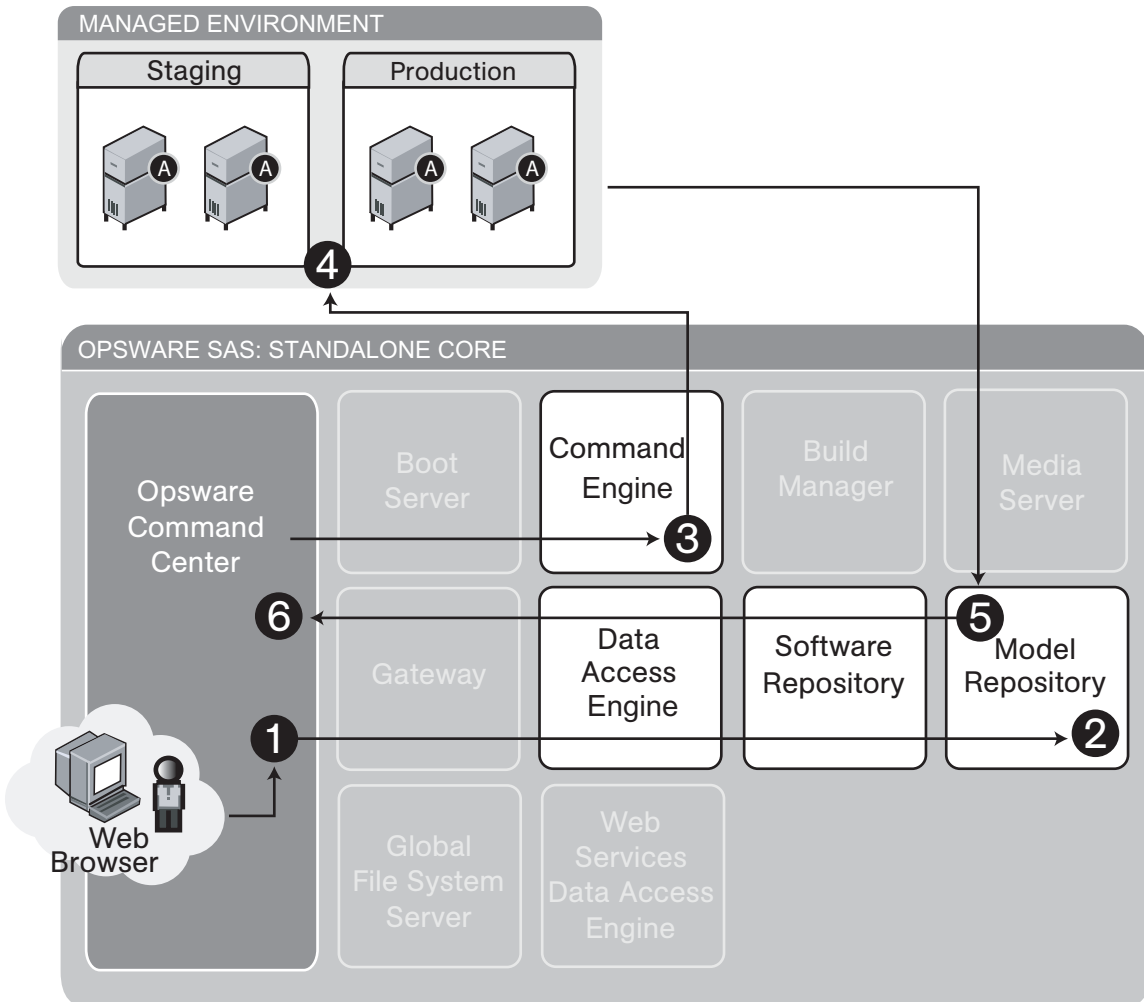 MANAGED ENVIRONMENT
Staging
Production
A
A
A
A
4
OPSWARE SAS: STANDALONE CORE
Opsware
Command
Center
Boot
Server
Command
Engine
Build
Manager
Media
Server
3
6
Gateway
Data
Access
Engine
Software
Repository
5
Model
Repository
1
2
Web
Browser
Global
File System
Server
Web
Services
Data Access
Engine